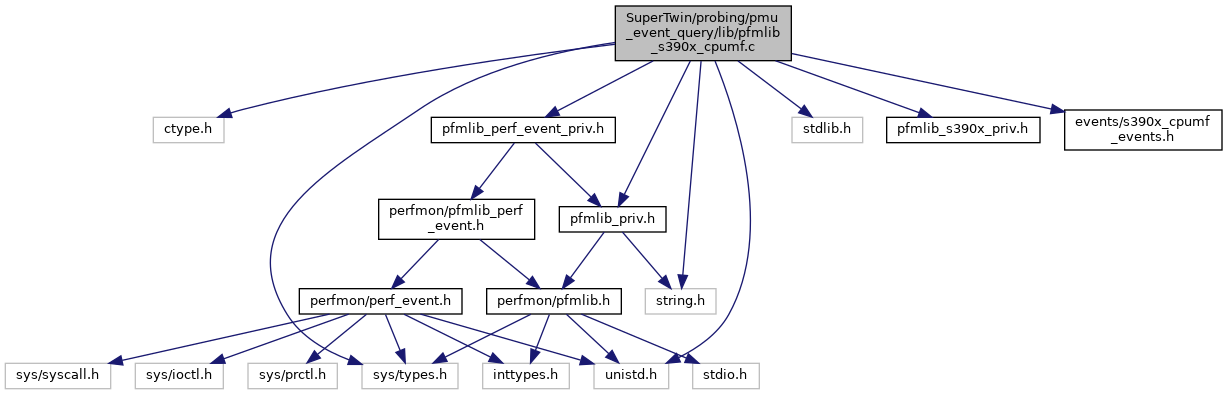 SuperTwin/probing/pmu
_event_query/lib/pfmlib
_s390x_cpumf.c
ctype.h
pfmlib_perf_event_priv.h
stdlib.h
pfmlib_s390x_priv.h
events/s390x_cpumf
_events.h
perfmon/pfmlib_perf
_event.h
pfmlib_priv.h
perfmon/perf_event.h
perfmon/pfmlib.h
string.h
sys/syscall.h
sys/ioctl.h
sys/prctl.h
sys/types.h
inttypes.h
unistd.h
stdio.h